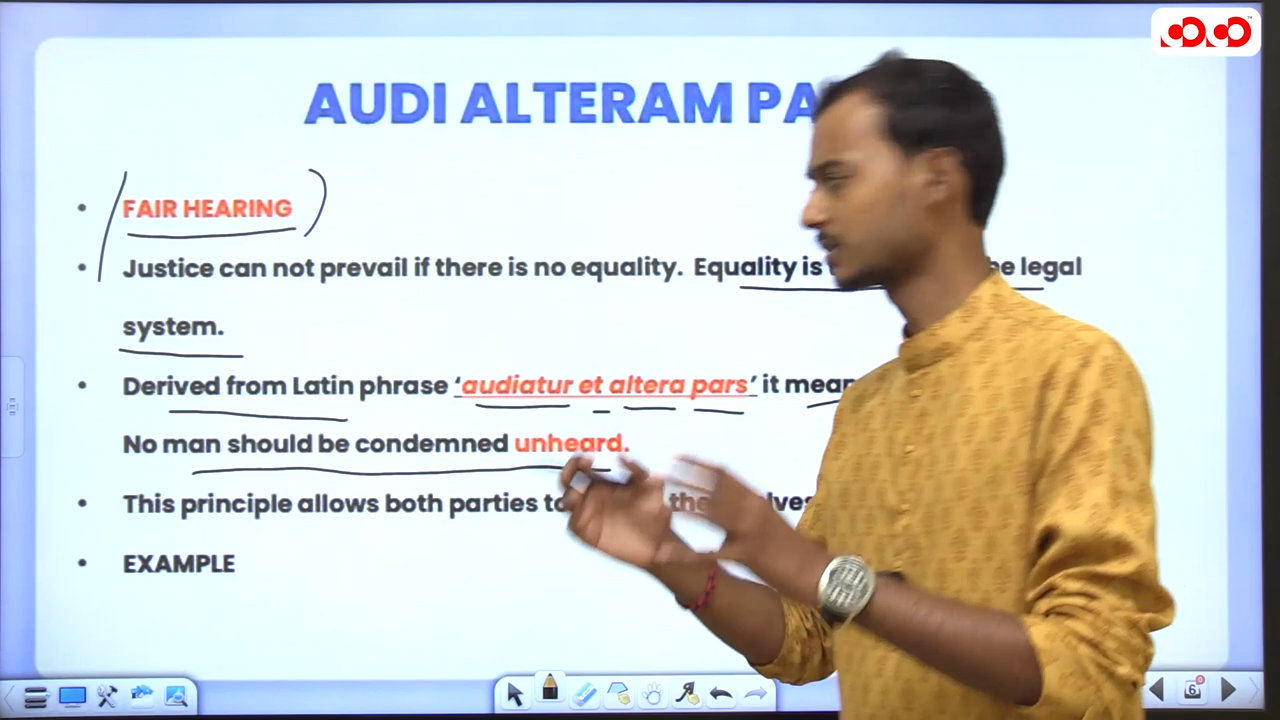 AUDI ALTERAM PA
FAIR HEARING
Justice can not prevail if there is no equality. Equality is he legal
system.
Derived from Latin phrase ‘audiatur et altera pars’ it mean
No man should be condemned unheard.
This principle allows both parties to
EXAMPLE
6